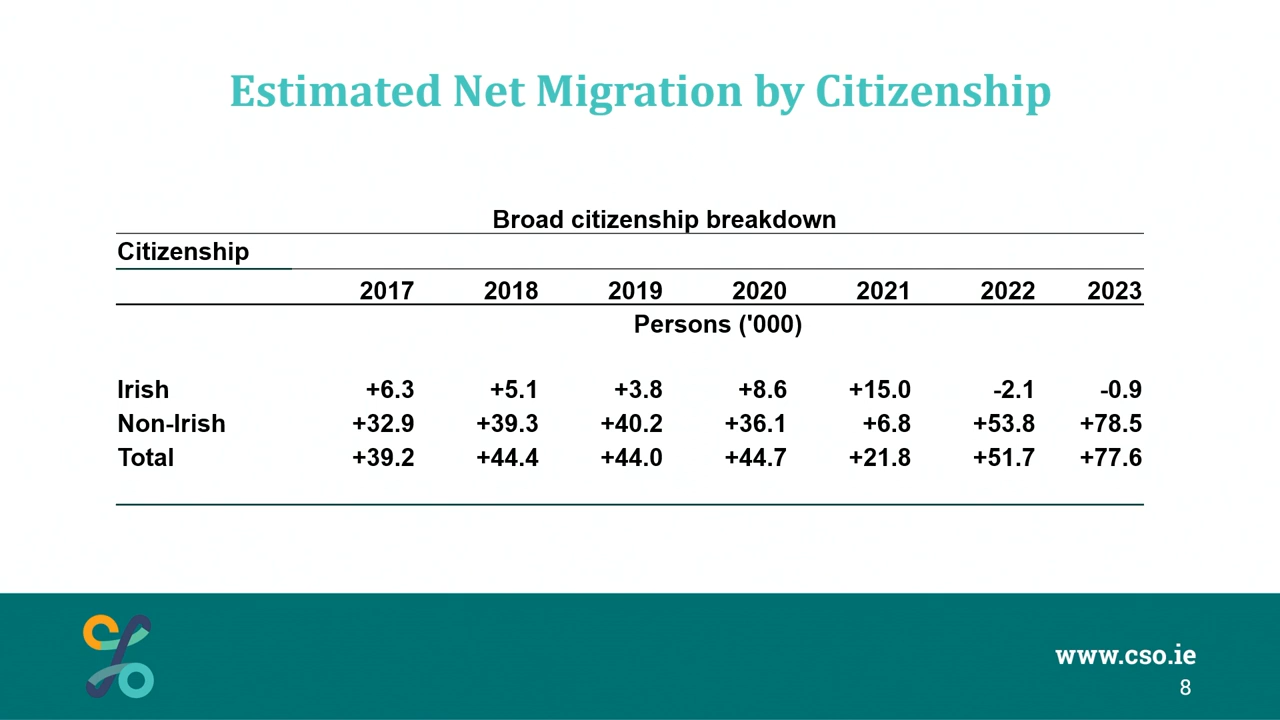 Estimated Net Migration by Citizenship
Broad citizenship breakdown
Citizenship
2017 2018 2019 2020 2021 2022 2023
Persons ('000)
Irish +6.3 +5.1 +3.8 +8.6 +15.0 -2.1 -0.9
Non-Irish +32.9 +39.3 +40.2 +36.1 +6.8 +53.8 +78.5
Total +39.2 +44.4 +44.0 +44.7 +21.8 +51.7 +77.6
www.cso.ie
8